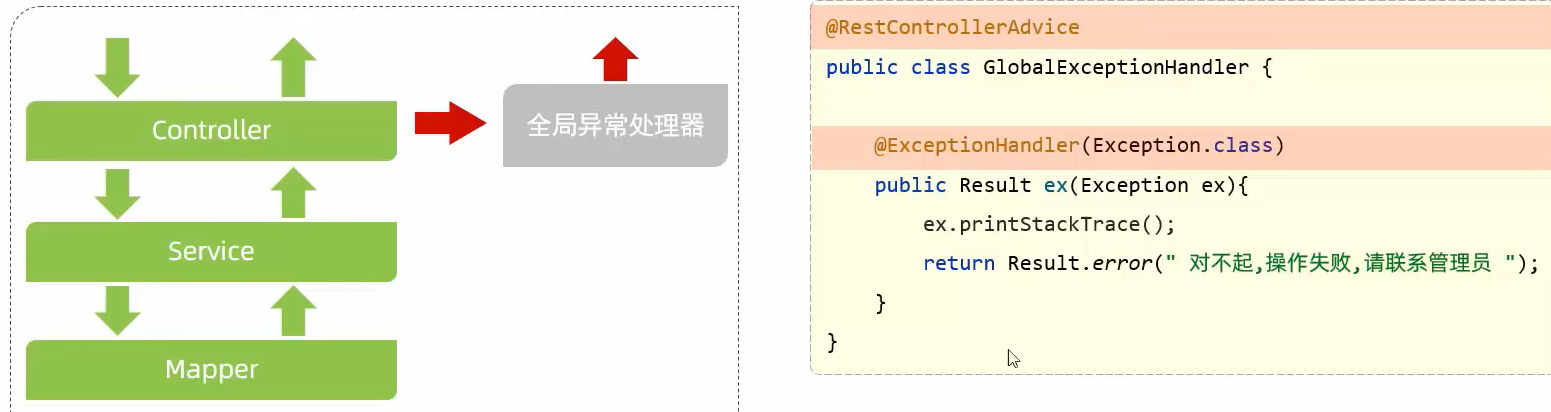 Controller
全局异常处理器
Service
Mapper
@RestControllerAdvice
public class GlobalExceptionHandler {
@ExceptionHandler(Exception.class)
public Result ex(Exception ex){
ex.printStackTrace();
return Result.error(" 对不起,操作失败,请联系管理员 ");
}
}